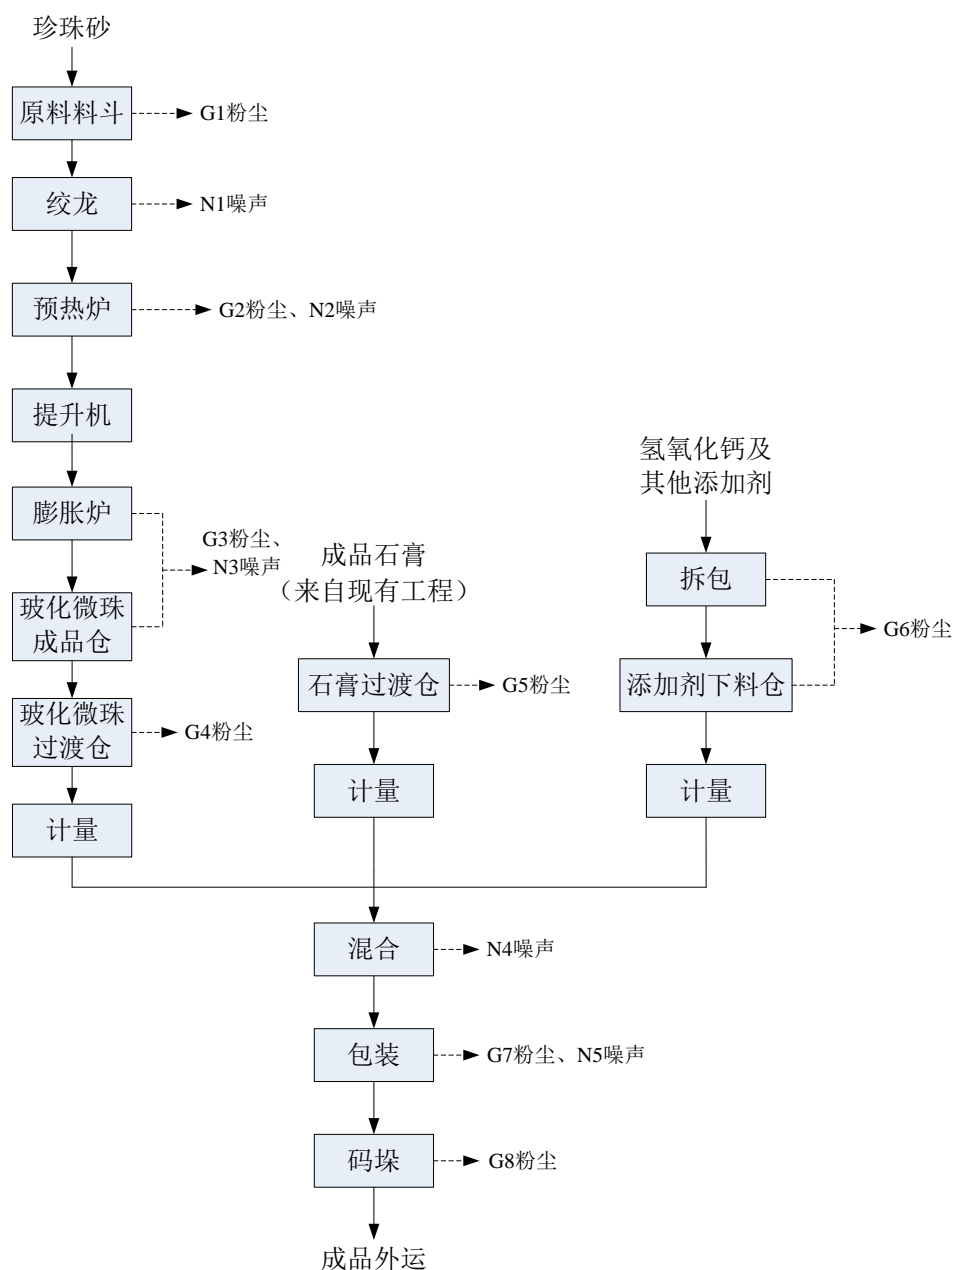 珍珠砂
原料料斗
G1粉尘
绞龙
N1噪声
预热炉
G2粉尘、N2噪声
提升机
膨胀炉
G3粉尘、
N3噪声
玻化微珠
成品仓
玻化微珠
过渡仓
G4粉尘
计量
成品石膏
（来自现有工程）
石膏过渡仓
G5粉尘
计量
氢氧化钙及
其他添加剂
拆包
G6粉尘
添加剂下料仓
计量
混合
N4噪声
包装
G7粉尘、N5噪声
码垛
G8粉尘
成品外运